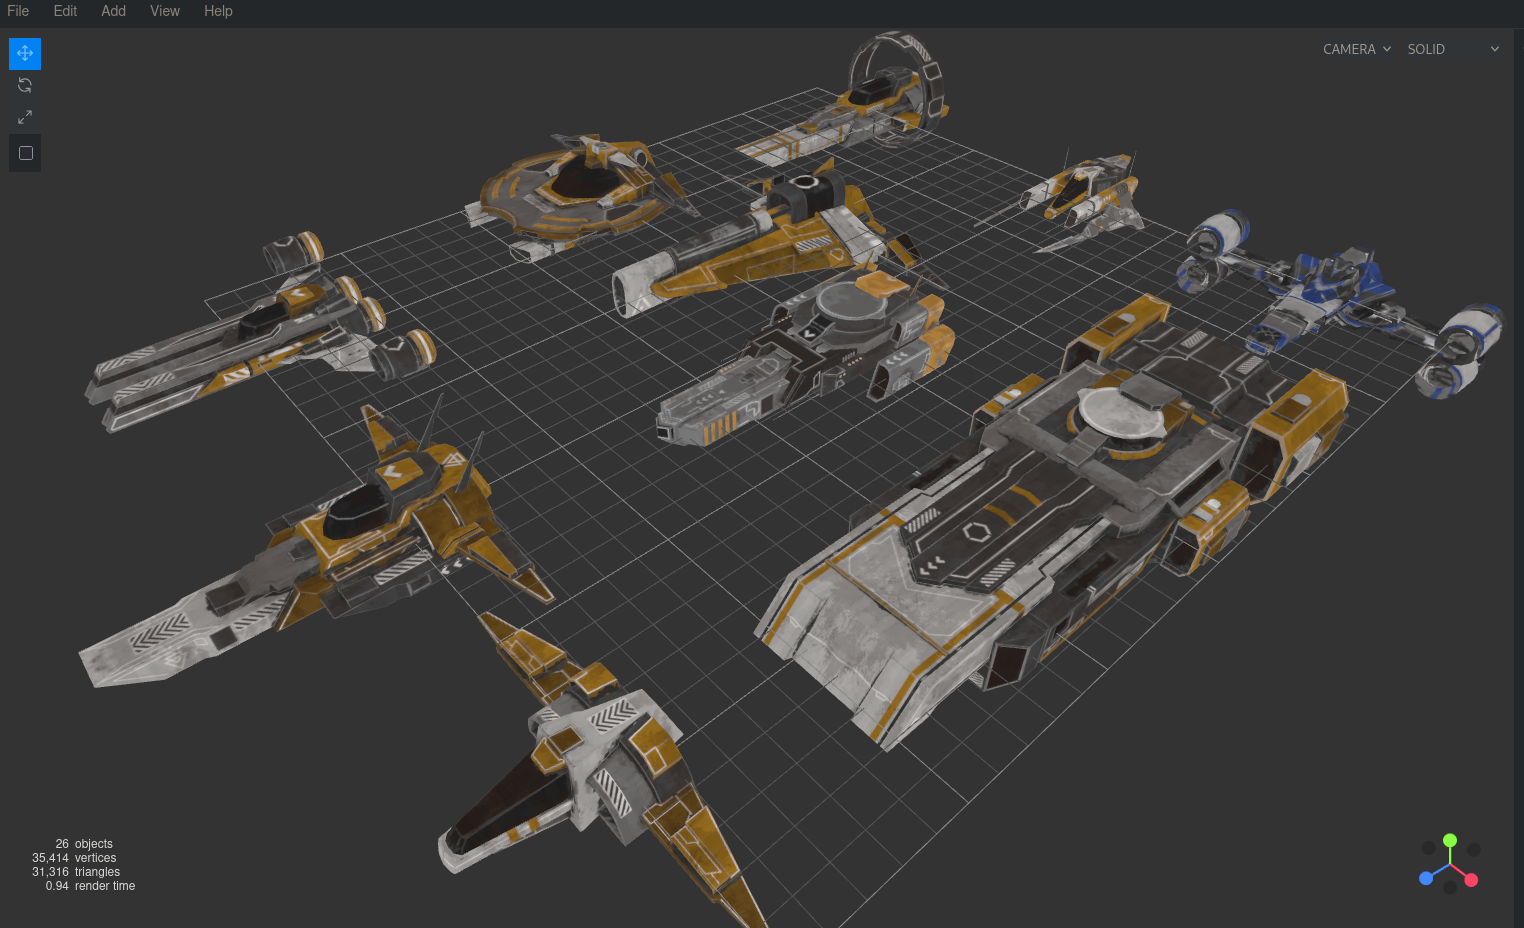 File Edit Add View Help
CAMERA SOLID
26 objects
35,414 vertices
31,316 triangles
0.94 render time